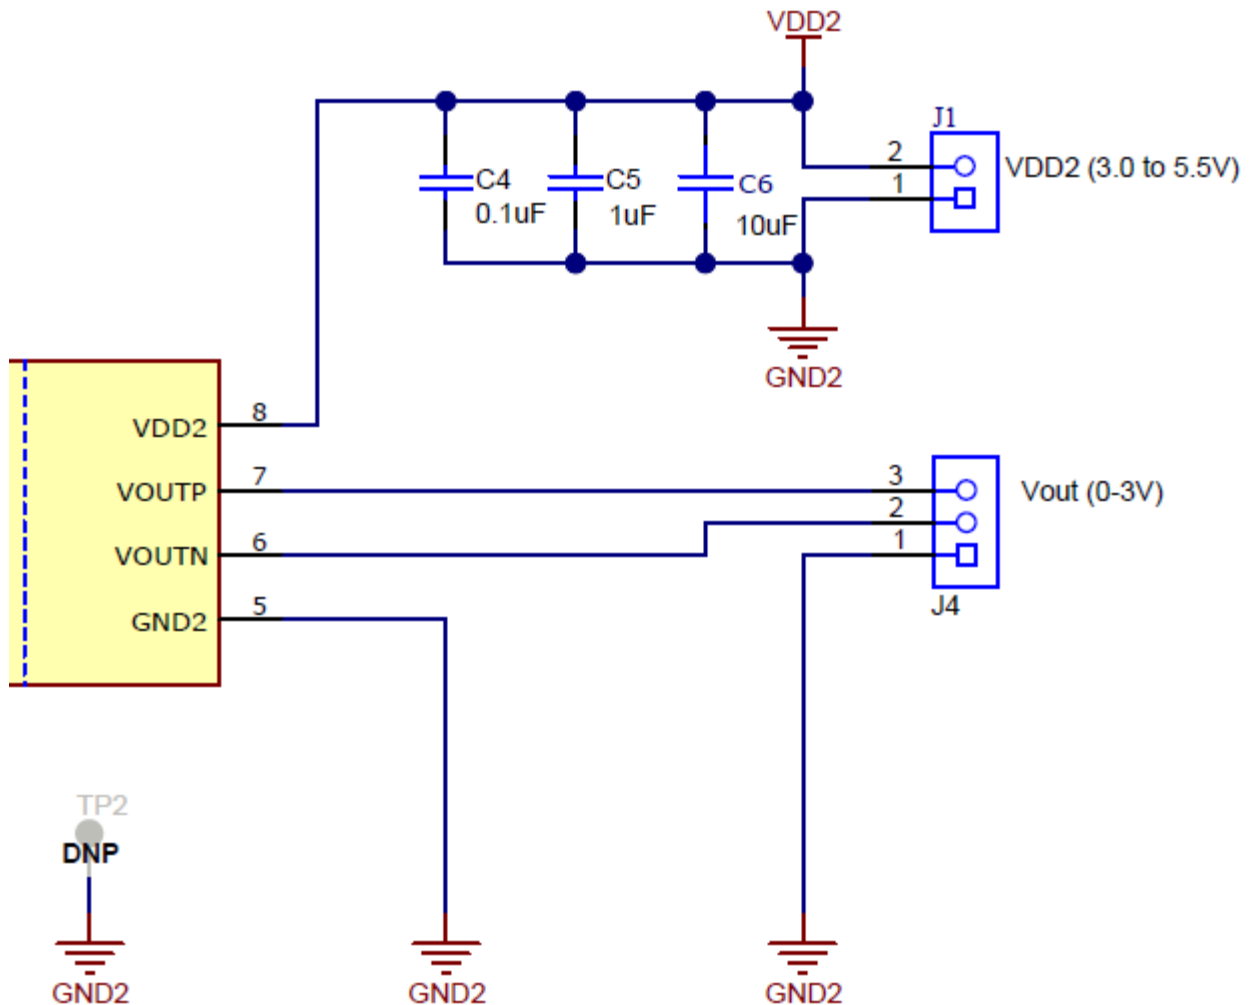 VDD2
J1
2
VDD2 (3.0 to 5.5V)
1
C4
0.1uF
C5
1uF
C6
10uF
GND2
VDD2
8
VOUTP
7
VOUTN
6
GND2
5
3
Vout (0-3V)
2
1
J4
TP2
DNP
GND2
GND2
GND2